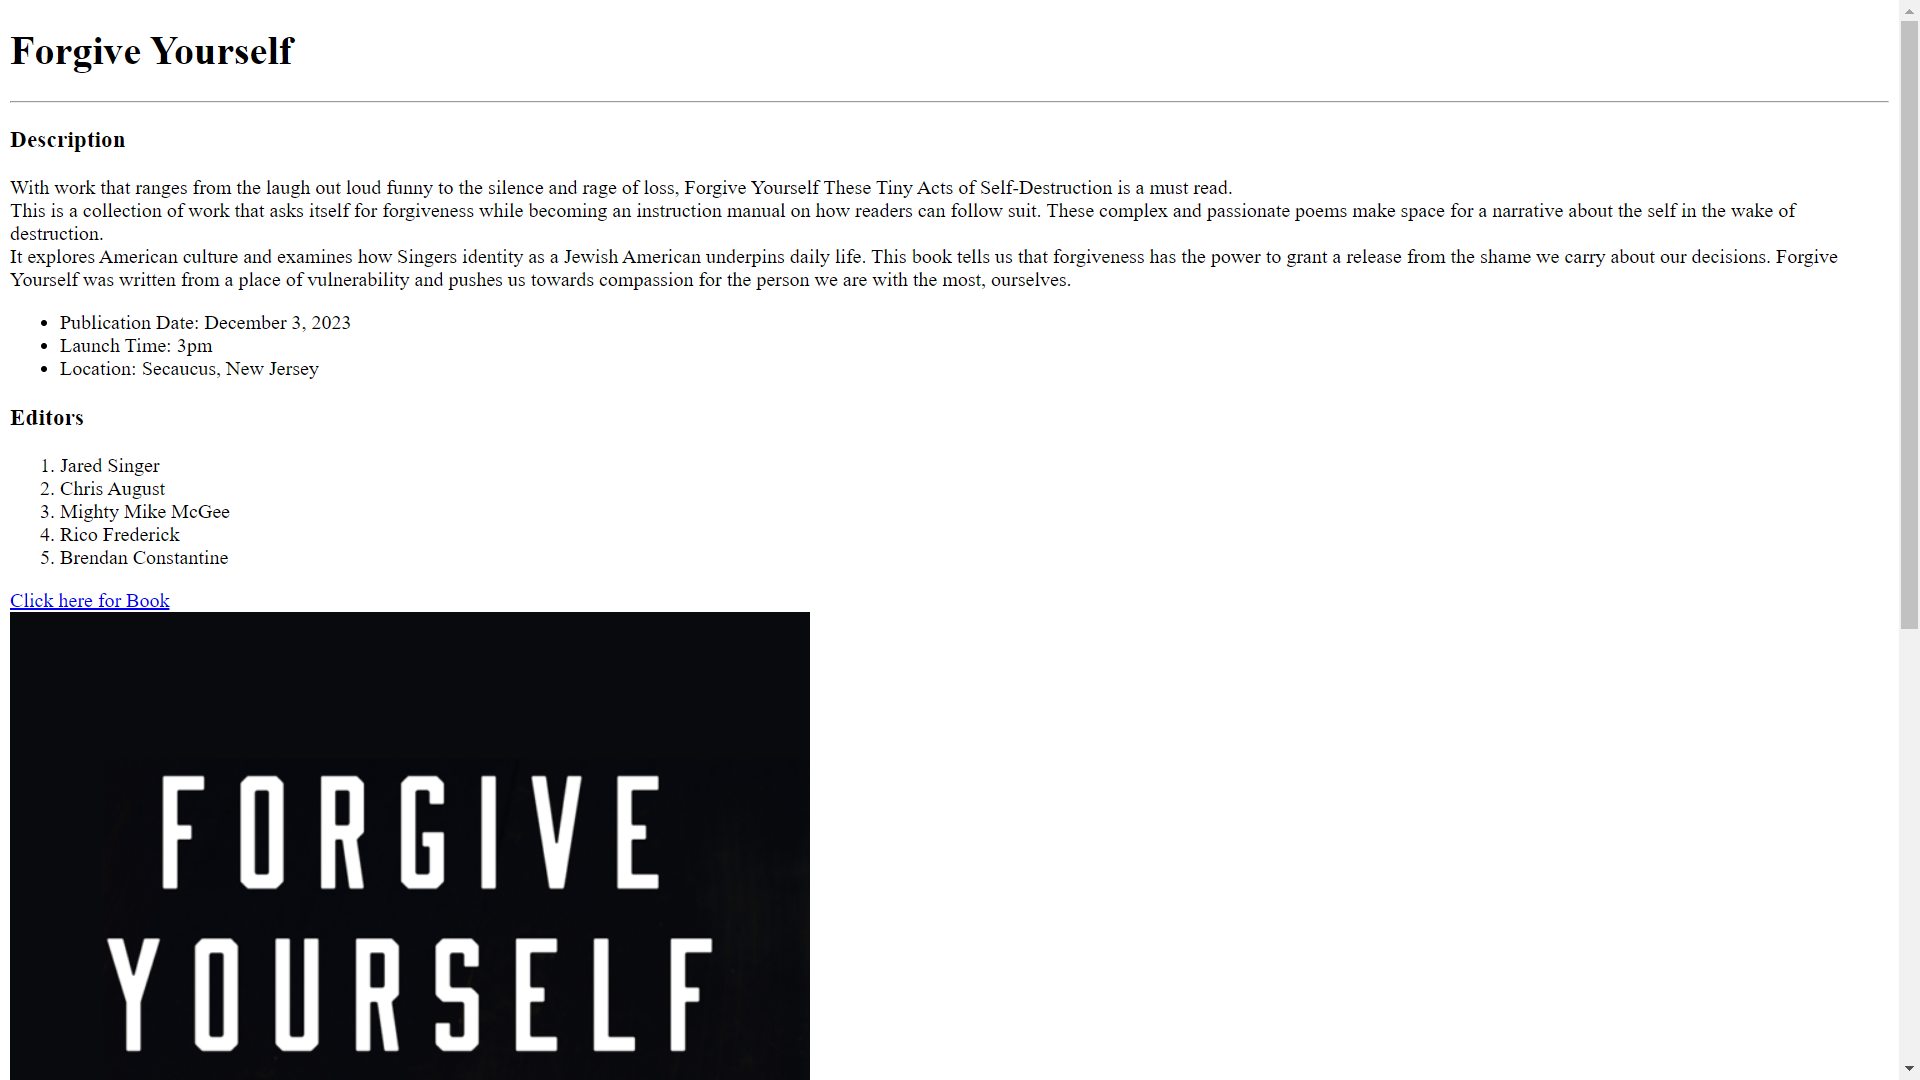 Forgive Yourself
Description
With work that ranges from the laugh out loud funny to the silence and rage of loss, Forgive Yourself These Tiny Acts of Self-Destruction is a must read.
This is a collection of work that asks itself for forgiveness while becoming an instruction manual on how readers can follow suit. These complex and passionate poems make space for a narrative about the self in the wake of
destruction.
It explores American culture and examines how Singers identity as a Jewish American underpins daily life. This book tells us that forgiveness has the power to grant a release from the shame we carry about our decisions. Forgive
Yourself was written from a place of vulnerability and pushes us towards compassion for the person we are with the most, ourselves.
• Publication Date: December 3, 2023
• Launch Time: 3pm
• Location: Secaucus, New Jersey
Editors
1. Jared Singer
2. Chris August
3. Mighty Mike McGee
4. Rico Frederick
5. Brendan Constantine
Click here for Book
FORGIVE
YOURSELF